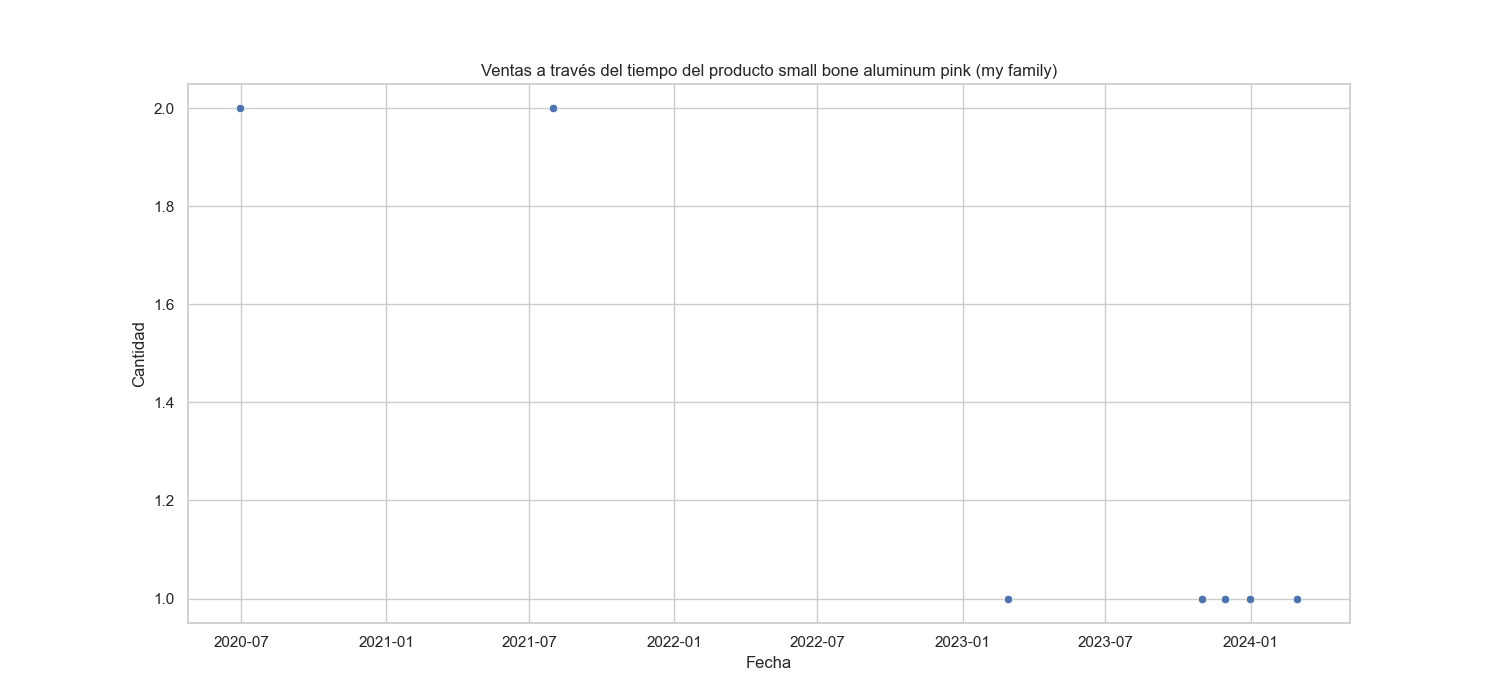 Ventas a través del tiempo del producto small bone aluminum pink (my family)
2.0
1.8
1.6
1.4
1.2
1.0
Cantidad
2020-07 2021-01 2021-07 2022-01 2022-07 2023-01 2023-07 2024-01
Fecha